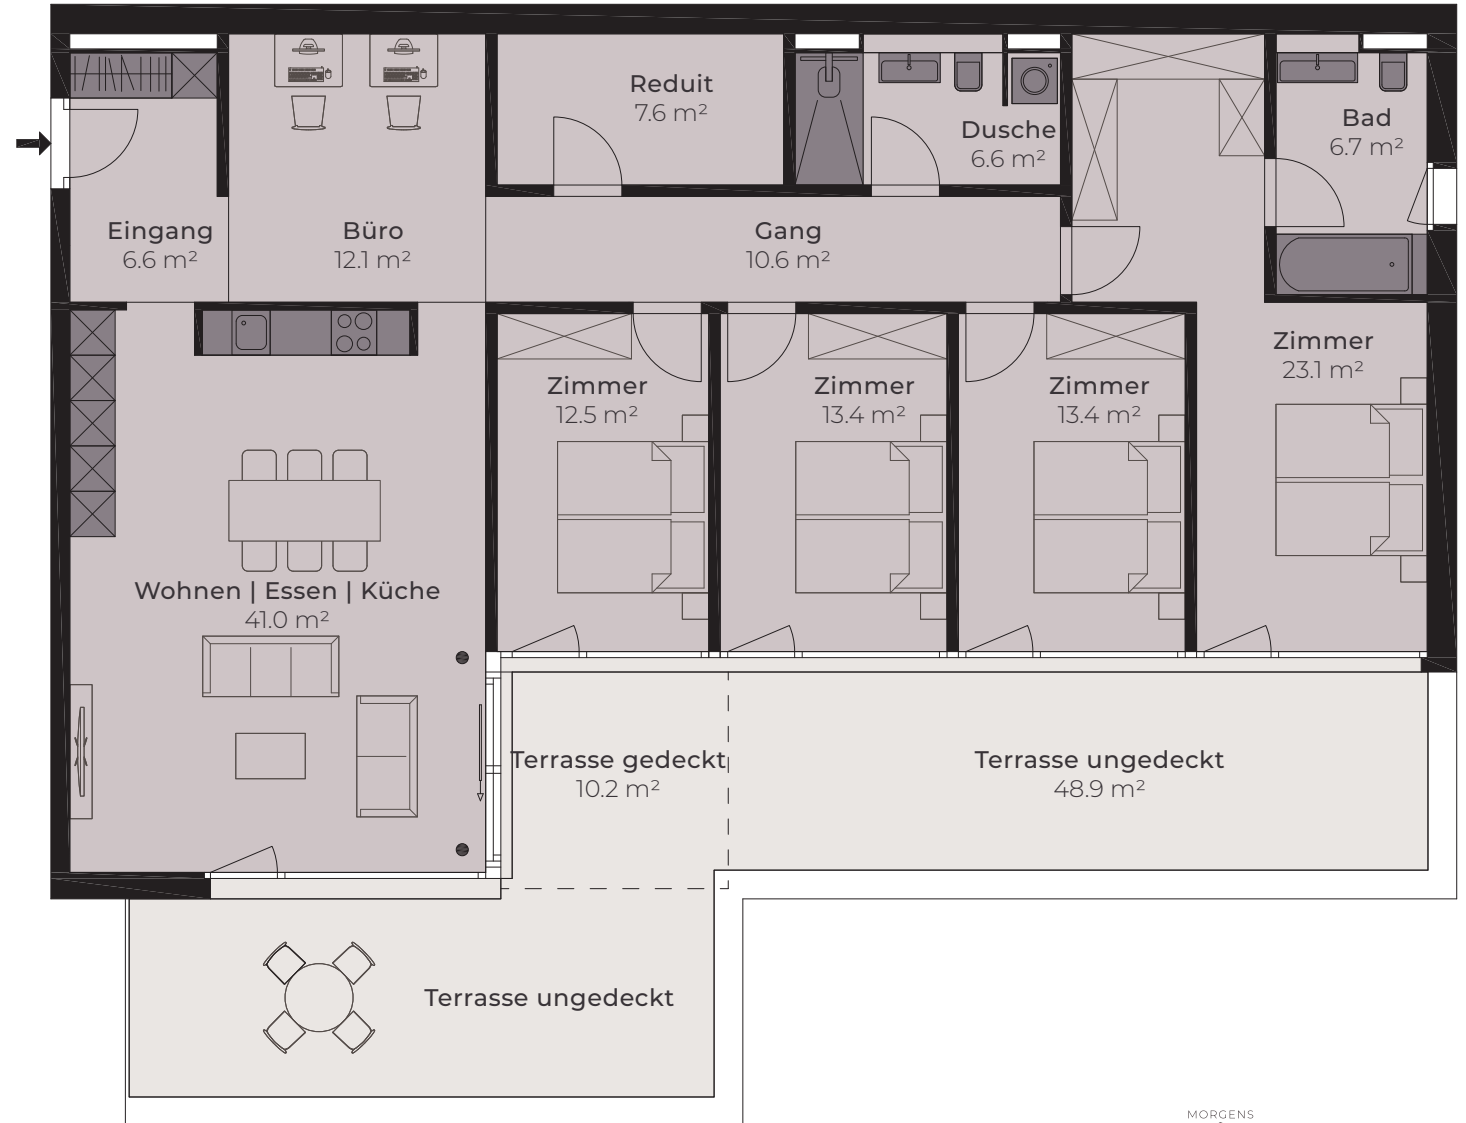 Reduit
7.6 m²
Dusche
6.6 m²
Bad
6.7 m²
Eingang
6.6 m²
Büro
12.1 m²
Gang
10.6 m²
Zimmer
23.1 m²
Zimmer
12.5 m²
Zimmer
13.4 m²
Zimmer
13.4 m²
Wohnen | Essen | Küche
41.0 m²
Terrasse gedeckt
10.2 m²
Terrasse ungedeckt
48.9 m²
Terrasse ungedeckt
MORGENS